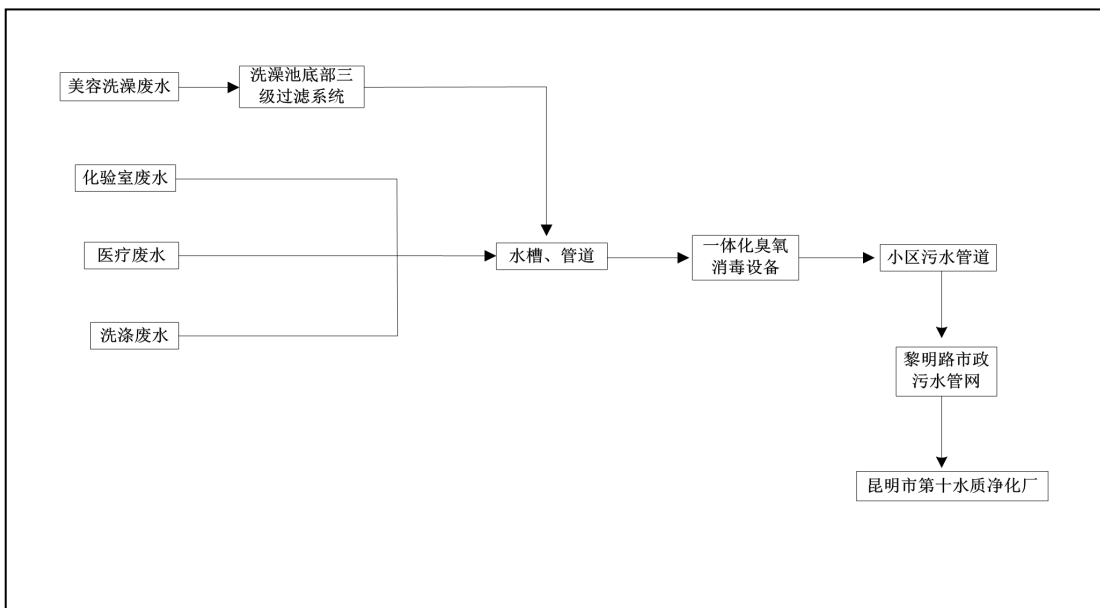 美容洗澡废水
洗澡池底部三
级过滤系统
化验室废水
医疗废水
洗涤废水
水槽、管道
一体化臭氧
消毒设备
小区污水管道
黎明路市政
污水管网
昆明市第十水质净化厂